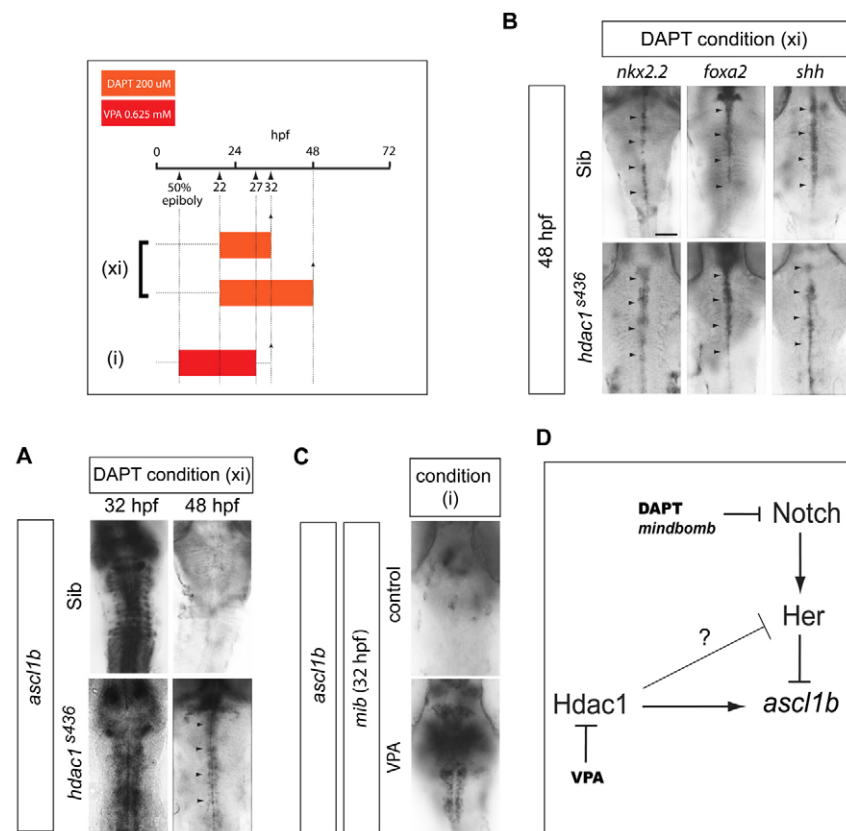 DAPT 200 uM
VPA 0.625 mM
hpf
0 24 48 72
50% epiboly
22 27 32
(xi)
(i)
B
DAPT condition (xi)
nkx2.2 foxa2 shh
48 hpf
Sib
hdac1 s436
A
DAPT condition (xi)
32 hpf 48 hpf
ascl1b
Sib
hdac1 s436
C
condition
(i)
ascl1b
mib (32 hpf)
control
VPA
D
DAPT
mindbomb
Notch
Her
?
Hdac1
ascl1b
VPA